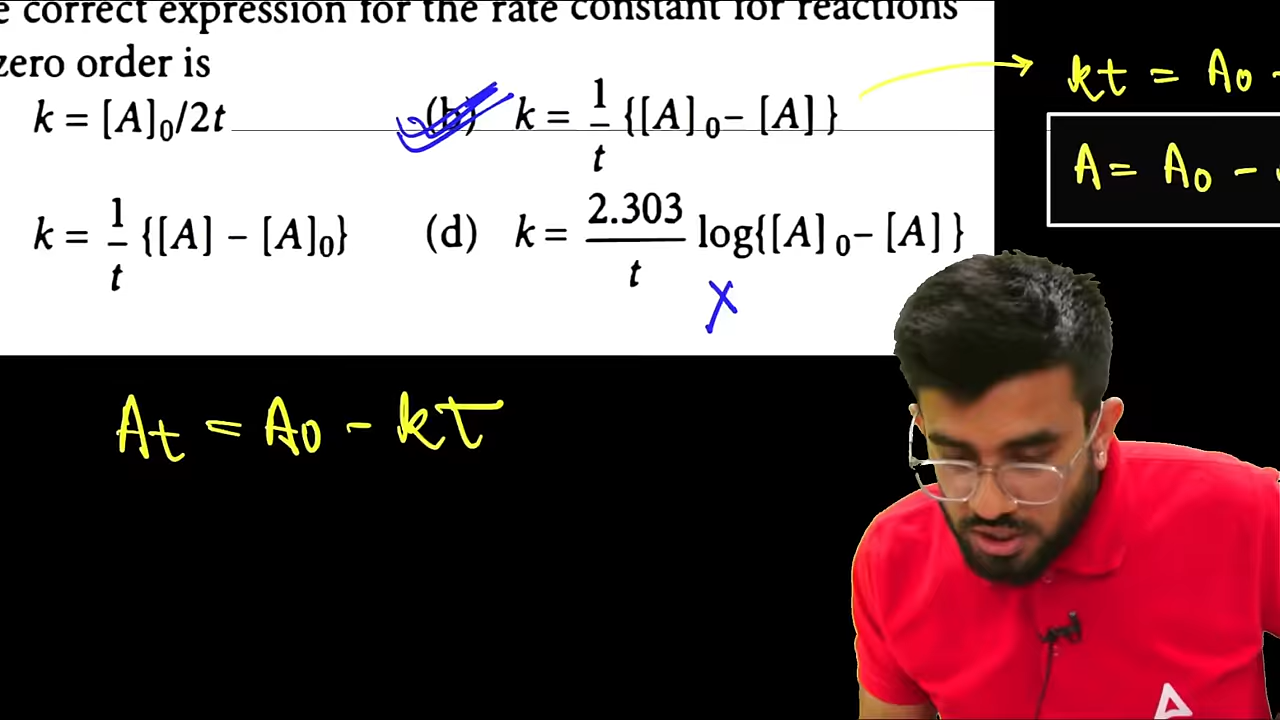 e correct expression for the rate constant for reactions
zero order is
k = [A]₀/2t (b) k = 1/t {[A]₀ – [A]}
k = 1/t {[A] – [A]₀} (d) k = 2.303/t log{[A]₀ – [A]}
X
kt = A₀ -
A = A₀ -
Aₜ = A₀ - kt